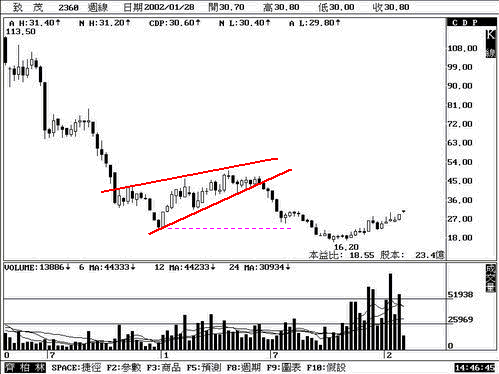 致 茂 2360 週線 日期2002/01/28 開30.70 高30.80 低30.00 收30.80
A H:31.40↑ N H:31.20↑ CDP:30.60↑ N L:30.40↑ A L:29.80↑ CDP
113.50
K線
108.00
99.00
90.00
81.00
72.00
63.00
54.00
45.00
36.00
27.00
18.00
16.20
本益比: 18.55 股本: 23.4億
VOLUME:13886↓ 6 MA:44333↓ 12 MA:44233↓ 24 MA:30934↓
成交量
51938
25969
0 7 1 7 2
齊柏林 SPACE:捷徑 F2:參數 F3:商品 F5:預測 F8:週期 F9:圖表 F10:假設 14:46:45